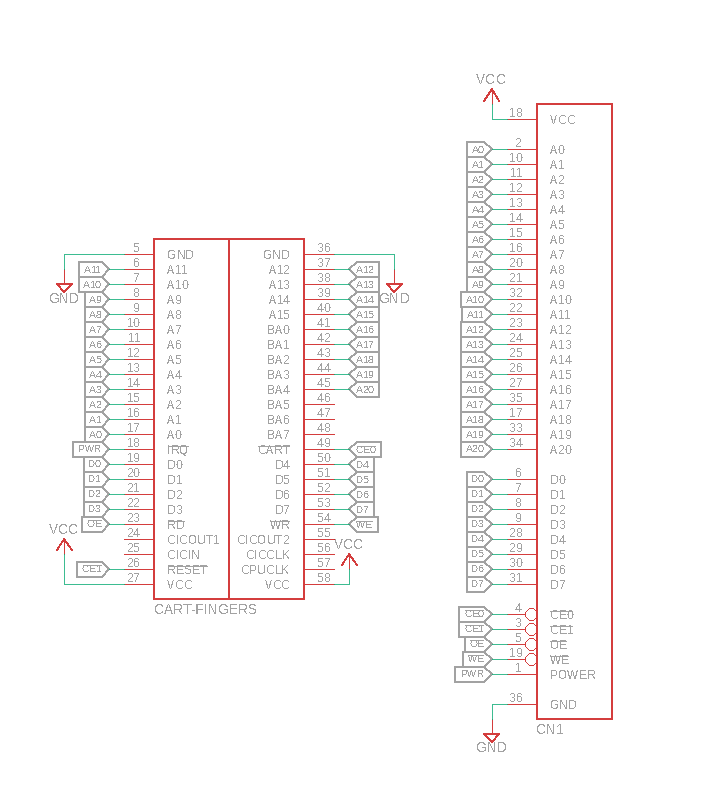 VCC
18 VCC
A0 2 A0
A1 10 A1
A2 11 A2
A3 12 A3
A4 13 A4
A5 14 A5
A6 15 A6
A7 16 A7
A8 20 A8
A9 21 A9
A10 32 A10
A11 22 A11
A12 23 A12
A13 24 A13
A14 25 A14
A15 26 A15
A16 27 A16
A17 35 A17
A18 17 A18
A19 33 A19
A20 34 A20
D0 6 D0
D1 7 D1
D2 8 D2
D3 9 D3
D4 28 D4
D5 29 D5
D6 30 D6
D7 31 D7
CE0 4 CE0
CE1 3 CE1
OE 5 OE
WE 19 WE
PWR 1 POWER
36 GND
GND
CN1
5 GND GND 36
A11 6 A11 A12 37 A12
A10 7 A10 A13 38 A13
GND A9 8 A9 A14 39 A14 GND
A8 9 A8 A15 40 A15
A7 10 A7 BA0 41 A16
A6 11 A6 BA1 42 A17
A5 12 A5 BA2 43 A18
A4 13 A4 BA3 44 A19
A3 14 A3 BA4 45 A20
A2 15 A2 BA5 46
A1 16 A1 BA6 47
A0 17 A0 BA7 48
PWR 18 IRQ CART 49 CE0
D0 19 D0 D4 50 D4
D1 20 D1 D5 51 D5
D2 21 D2 D6 52 D6
D3 22 D3 D7 53 D7
OE 23 RD WR 54 WE
VCC 24 CICOUT1 CICOUT2 55
25 CICIN CICCLK 56 VCC
CE1 26 RESET CPUCLK 57
27 VCC VCC 58
CART-FINGERS